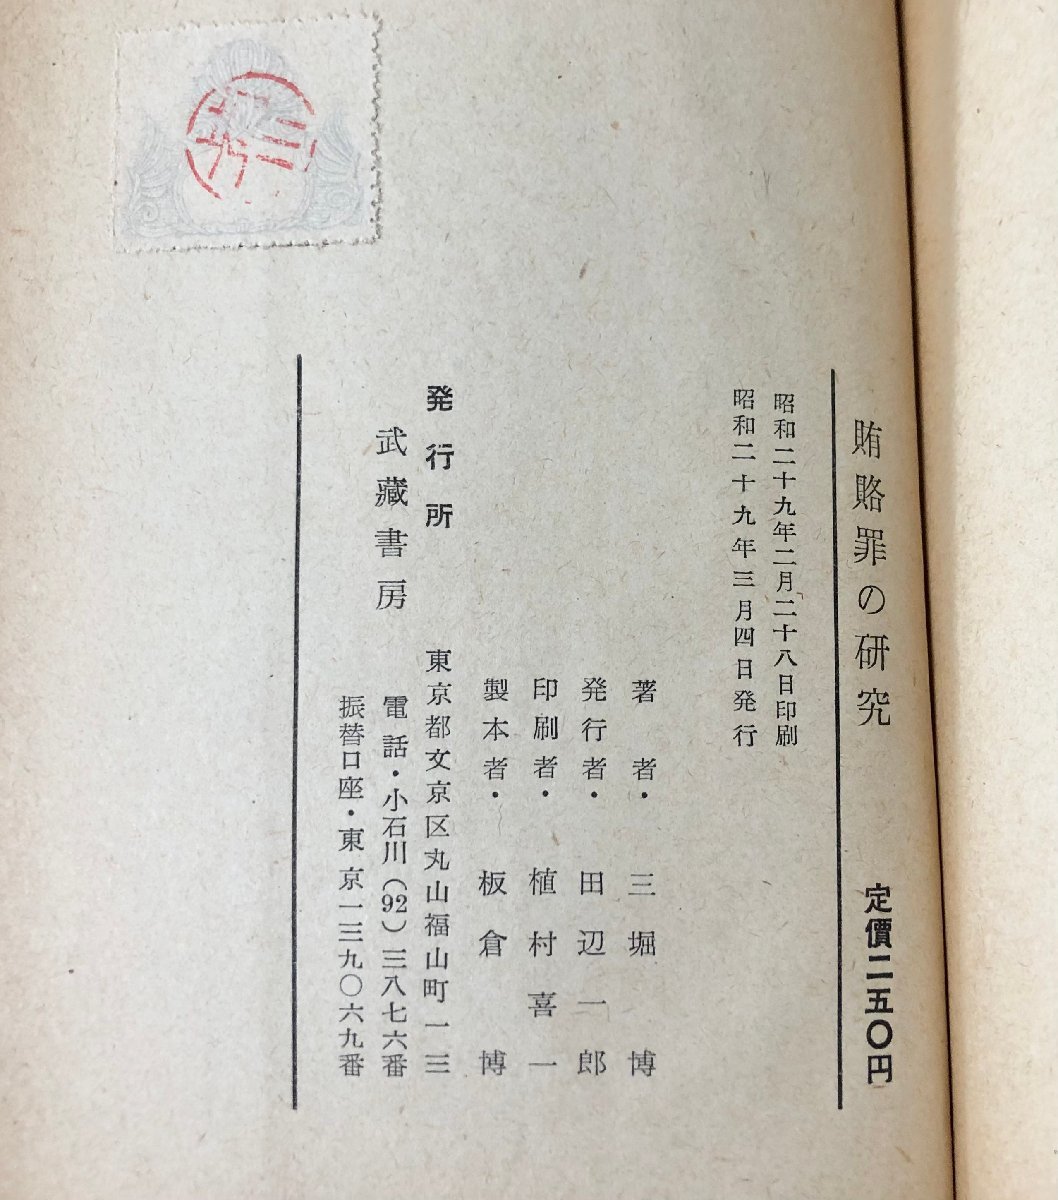 賄賂罪の研究　定價二五〇円
昭和二十九年二月二十八日印刷
昭和二十九年三月四日発行
著者・三堀博
発行者・田辺一郎
印刷者・植村喜一
製本者・板倉博
発行所
東京都文京区丸山福山町一三
武藏書房
電話・小石川(92)三八七六番
振替口座・東京一三九〇六九番